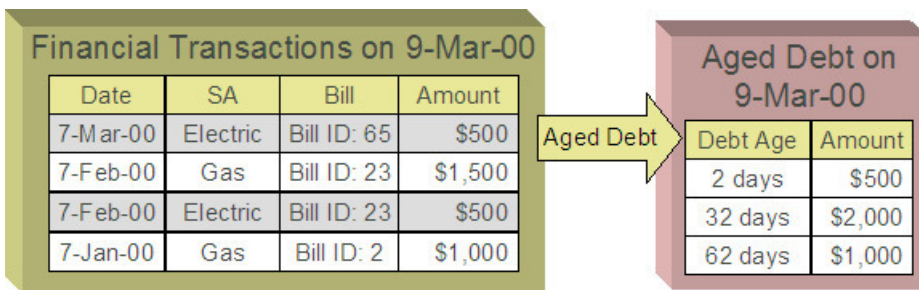 Financial Transactions on 9-Mar-00
Date SA Bill Amount
7-Mar-00 Electric Bill ID: 65 $500
7-Feb-00 Gas Bill ID: 23 $1,500
7-Feb-00 Electric Bill ID: 23 $500
7-Jan-00 Gas Bill ID: 2 $1,000
Aged Debt
Aged Debt on
9-Mar-00
Debt Age Amount
2 days $500
32 days $2,000
62 days $1,000